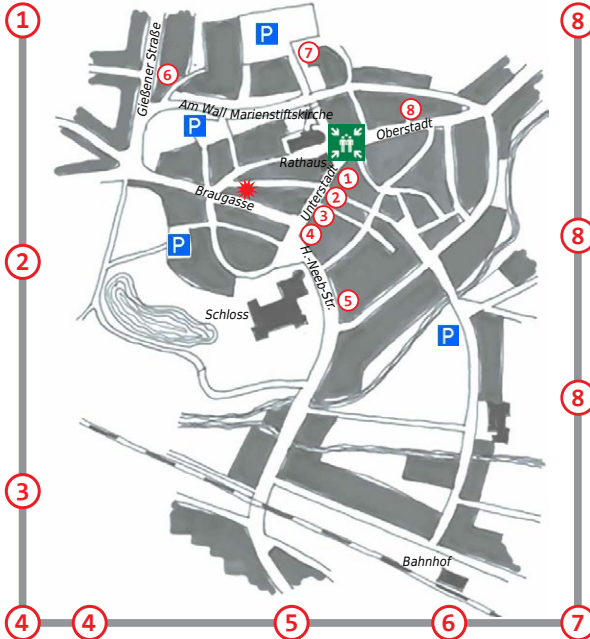 1
8
P
7
6
Gießener Straße
Am Wall
Marienstiftskirche
8
P
Oberstadt
Rathaus
1
Unterstadt
2
Braugasse
3
4
P
2
8
H.-Neeb-Str.
5
Schloss
P
8
3
Bahnhof
4
4
5
6
7